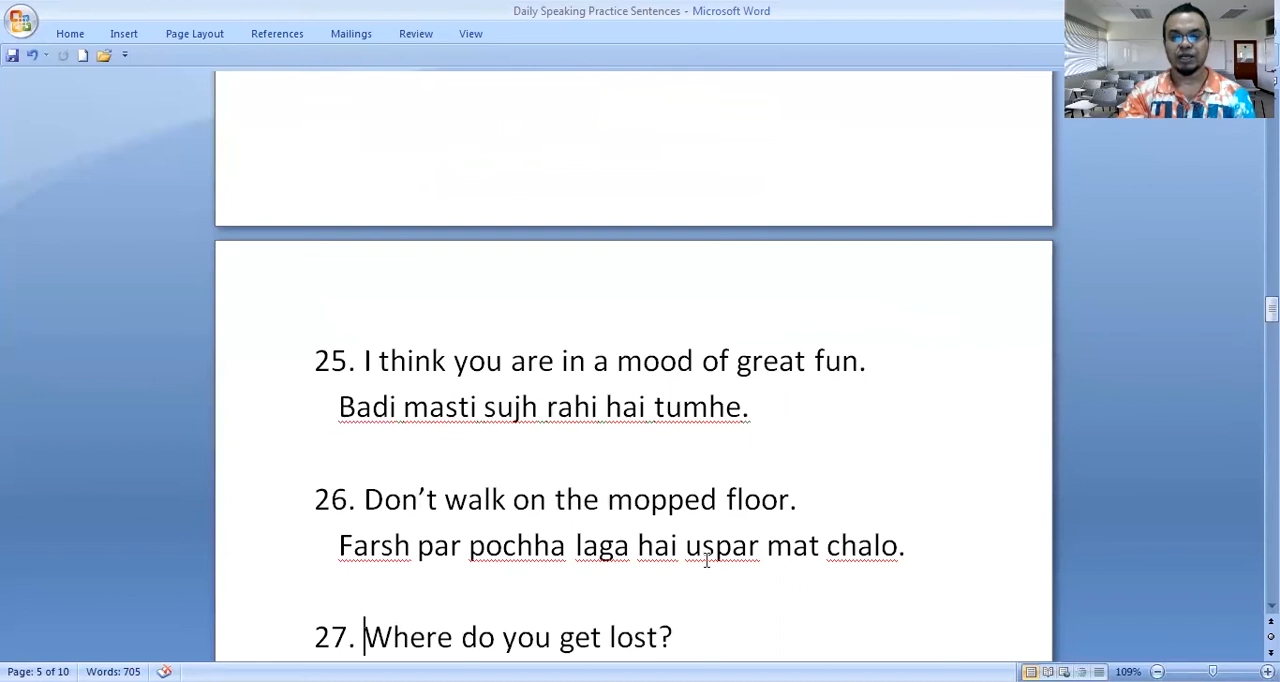 Daily Speaking Practice Sentences - Microsoft Word
Home Insert Page Layout References Mailings Review View
25. I think you are in a mood of great fun.
Badi masti sujh rahi hai tumhe.
26. Don’t walk on the mopped floor.
Farsh par pochha laga hai uspar mat chalo.
27. Where do you get lost?
Page: 5 of 10 Words: 705 109%